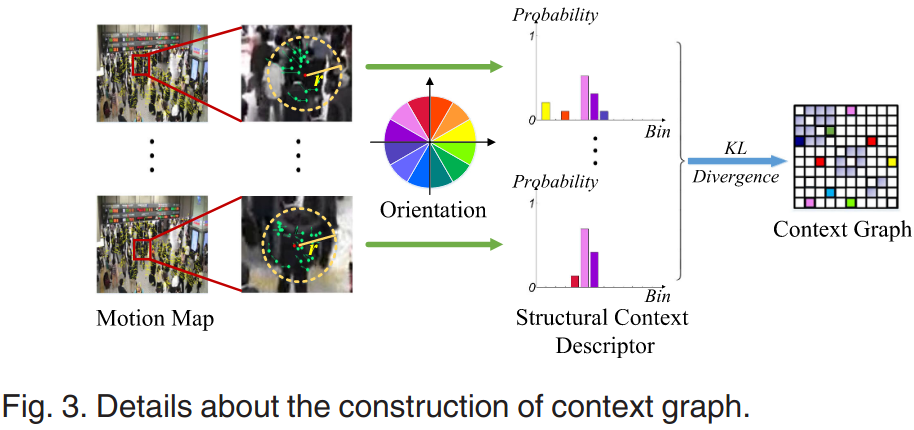 Probability
1
r
0
Bin
Orientation
KL
Divergence
Context Graph
Probability
1
r
0
Bin
Motion Map
Structural Context
Descriptor
Fig. 3. Details about the construction of context graph.